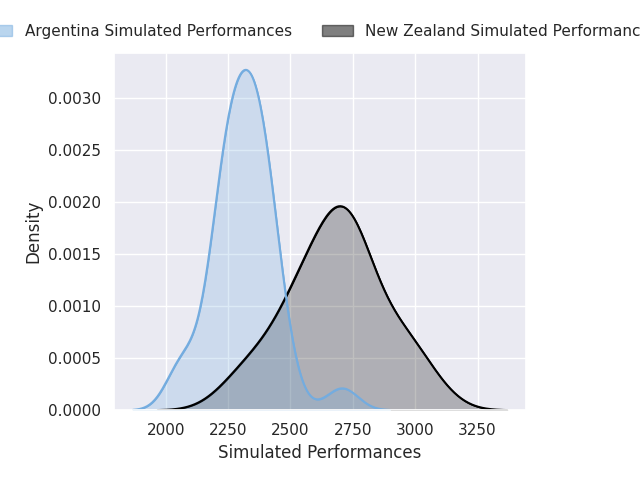 Argentina Simulated Performances
New Zealand Simulated Performanc
0.0030
0.0025
0.0020
0.0015
0.0010
0.0005
0.0000
Density
2000 2250 2500 2750 3000 3250
Simulated Performances